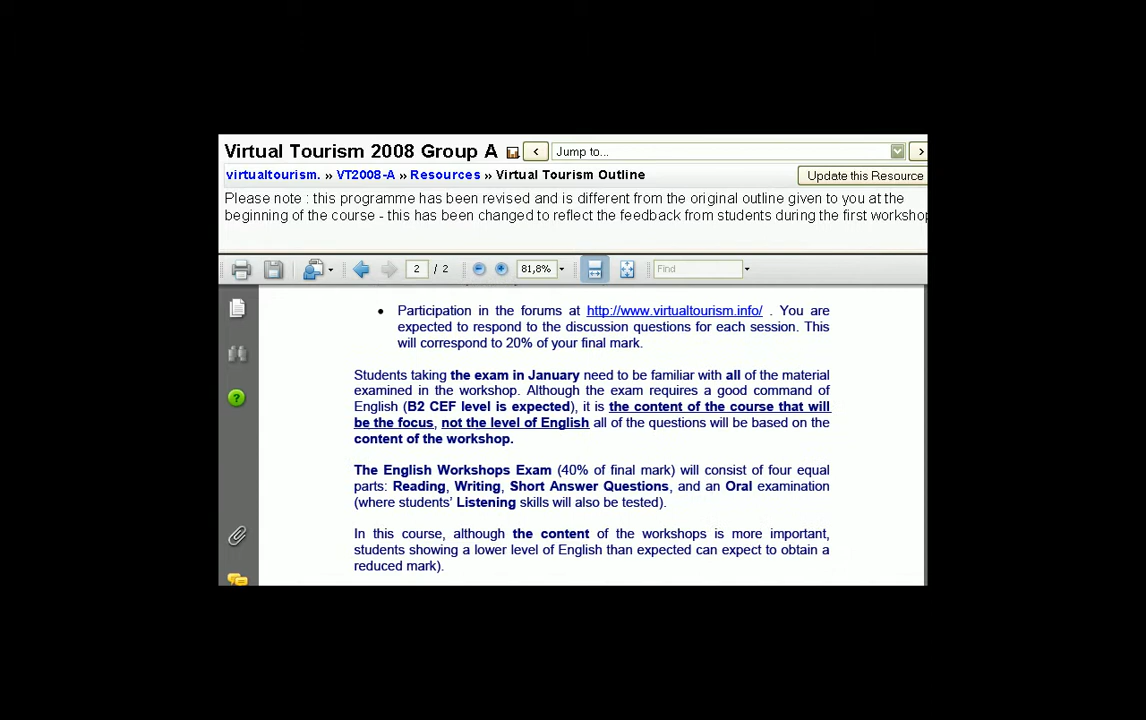 Virtual Tourism 2008 Group A
< Jump to... >
virtualtourism. » VT2008-A » Resources » Virtual Tourism Outline
Update this Resource
Please note : this programme has been revised and is different from the original outline given to you at the
beginning of the course - this has been changed to reflect the feedback from students during the first workshop
2 / 2 81,8% Find
• Participation in the forums at http://www.virtualtourism.info/ . You are
expected to respond to the discussion questions for each session. This
will correspond to 20% of your final mark.
Students taking the exam in January need to be familiar with all of the material
examined in the workshop. Although the exam requires a good command of
English (B2 CEF level is expected), it is the content of the course that will
be the focus, not the level of English all of the questions will be based on the
content of the workshop.
The English Workshops Exam (40% of final mark) will consist of four equal
parts: Reading, Writing, Short Answer Questions, and an Oral examination
(where students' Listening skills will also be tested).
In this course, although the content of the workshops is more important,
students showing a lower level of English than expected can expect to obtain a
reduced mark).